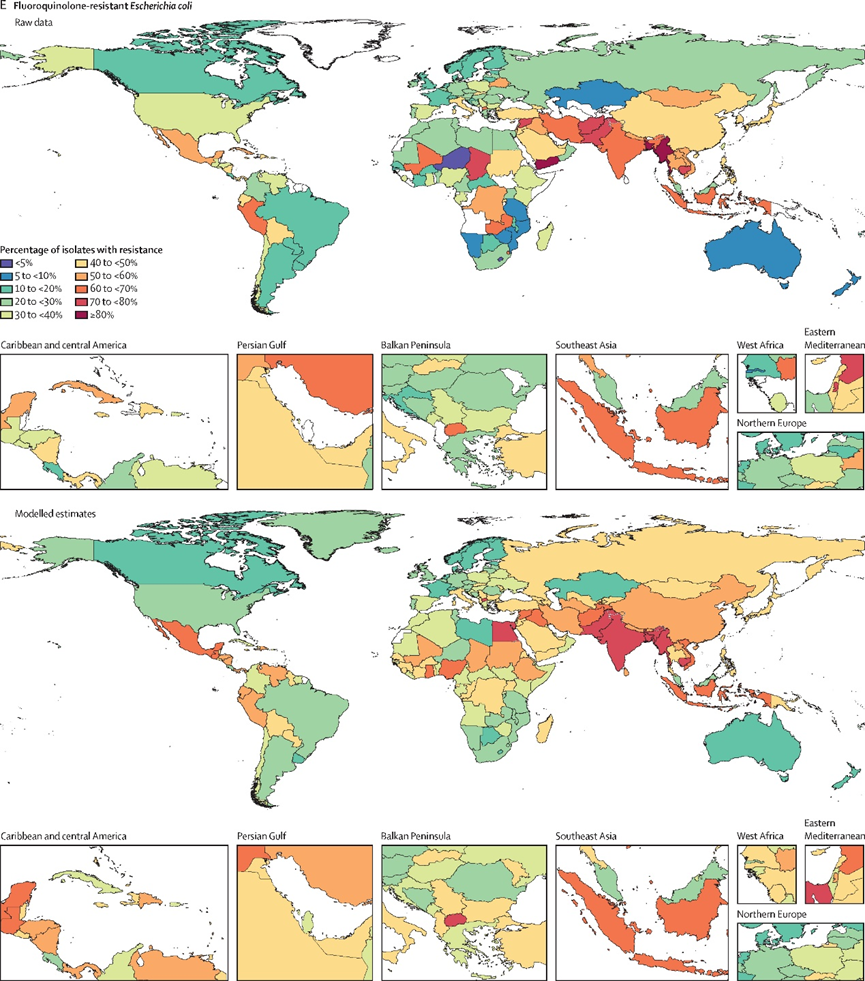 E Fluoroquinolone-resistant Escherichia coli
Raw data
Percentage of isolates with resistance
<5%
5 to <10%
10 to <20%
20 to <30%
30 to <40%
40 to <50%
50 to <60%
60 to <70%
70 to <80%
≥80%
Caribbean and central America
Persian Gulf
Balkan Peninsula
Southeast Asia
West Africa
Eastern
Mediterranean
Northern Europe
Modelled estimates
Caribbean and central America
Persian Gulf
Balkan Peninsula
Southeast Asia
West Africa
Eastern
Mediterranean
Northern Europe